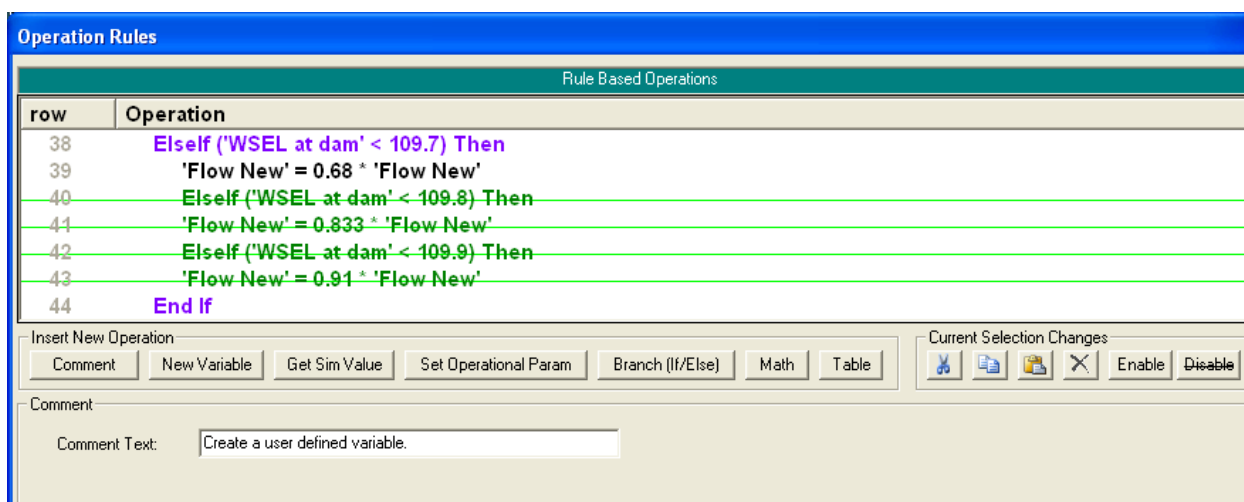 Operation Rules
Rule Based Operations
row Operation
38 ElseIf ('WSEL at dam' < 109.7) Then
39 'Flow New' = 0.68 * 'Flow New'
40 ElseIf ('WSEL at dam' < 109.8) Then
41 'Flow New' = 0.833 * 'Flow New'
42 ElseIf ('WSEL at dam' < 109.9) Then
43 'Flow New' = 0.91 * 'Flow New'
44 End If
Insert New Operation Current Selection Changes
Comment New Variable Get Sim Value Set Operational Param Branch (If/Else) Math Table Enable Disable
Comment
Comment Text: Create a user defined variable.